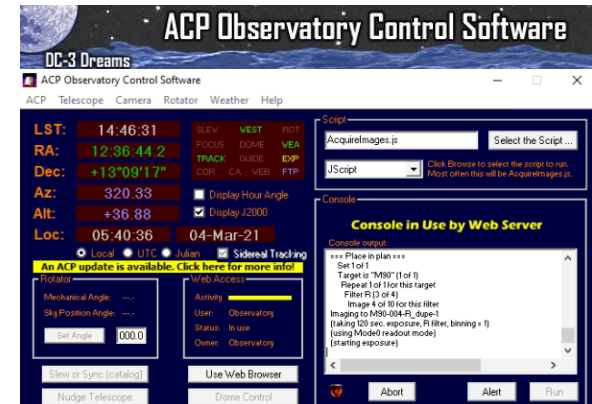 ACP Observatory Control Software
DC-3 Dreams
ACP Observatory Control Software
ACP Telescope Camera Rotator Weather Help
LST: 14:46:31
RA: 12:36:44.2
Dec: +13°09'17"
Az: 320.33
Alt: +36.88
Loc: 05:40:36 04-Mar-21
SLEW WEST ROT
FOCUS DOME WEA
TRACK GUIDE EXP
COR CA WEB FTP
Display Hour Angle
Display J2000
Local UTC Julian Sidereal Tracking
An ACP update is available. Click here for more info!
Rotator
Mechanical Angle: ---.-
Sky Position Angle: ---.-
Set Angle 000.0
Web Access
Activity
User: Observatory
Status: In use
Owner: Observatory
Slew or Sync (catalog) Use Web Browser
Nudge Telescope Dome Control
Script
AcquireImages.js Select the Script ...
JScript Click Browse to select the script to run.
Most often this will be AcquireImages.js.
Console
Console in Use by Web Server
Console output:
=== Place in plan ===
Set 1 of 1
Target is "M90" (1 of 1)
Repeat 1 of 1 for this target
Filter R (3 of 4)
Image 4 of 10 for this filter
Imaging to M90-004-R_dupe-1
(taking 120 sec. exposure, R filter, binning = 1)
(using Mode0 readout mode)
(starting exposure)
Abort Alert Run